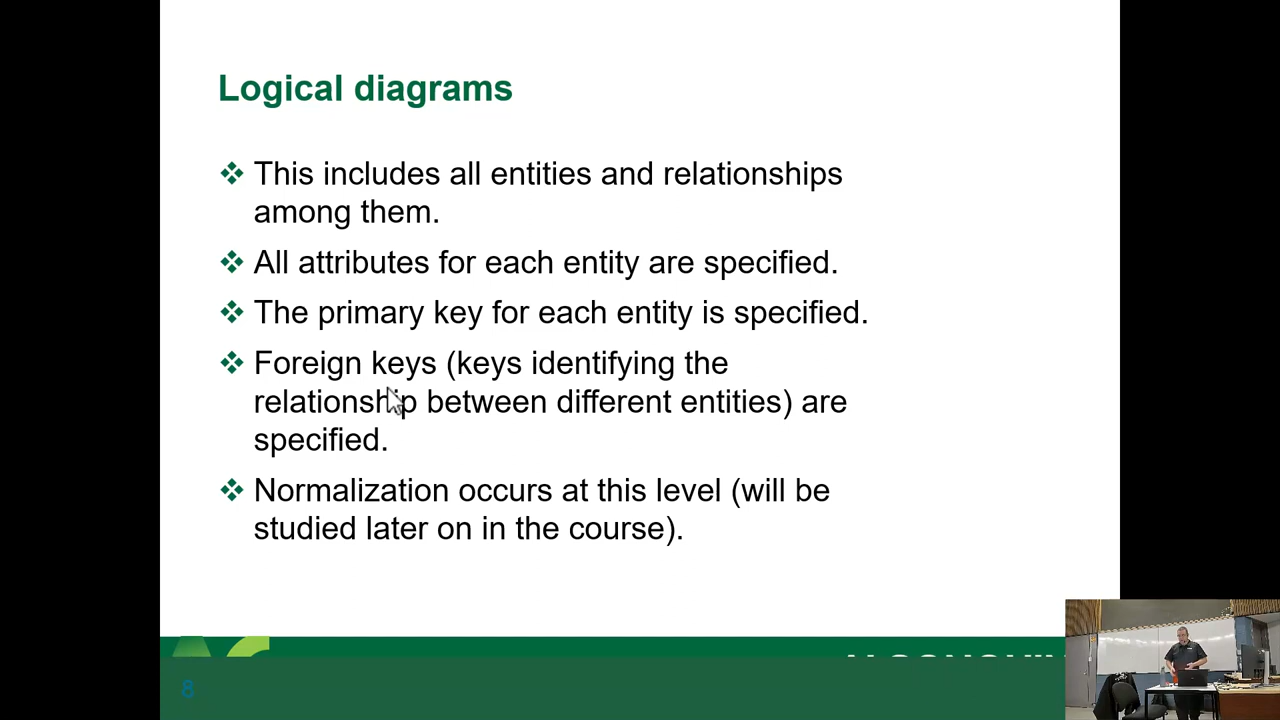 Logical diagrams
❖ This includes all entities and relationships
among them.
❖ All attributes for each entity are specified.
❖ The primary key for each entity is specified.
❖ Foreign keys (keys identifying the
relationship between different entities) are
specified.
❖ Normalization occurs at this level (will be
studied later on in the course).
8